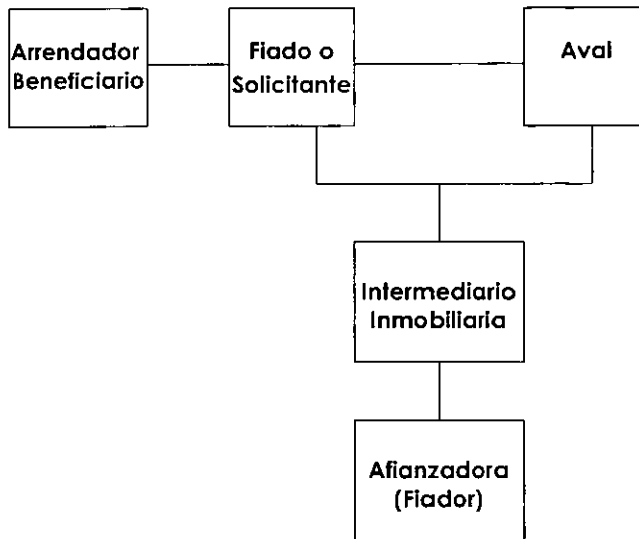 Arrendador
Beneficiario
Fiado o
Solicitante
Aval
Intermediario
Inmobiliaria
Afianzadora
(Fiador)